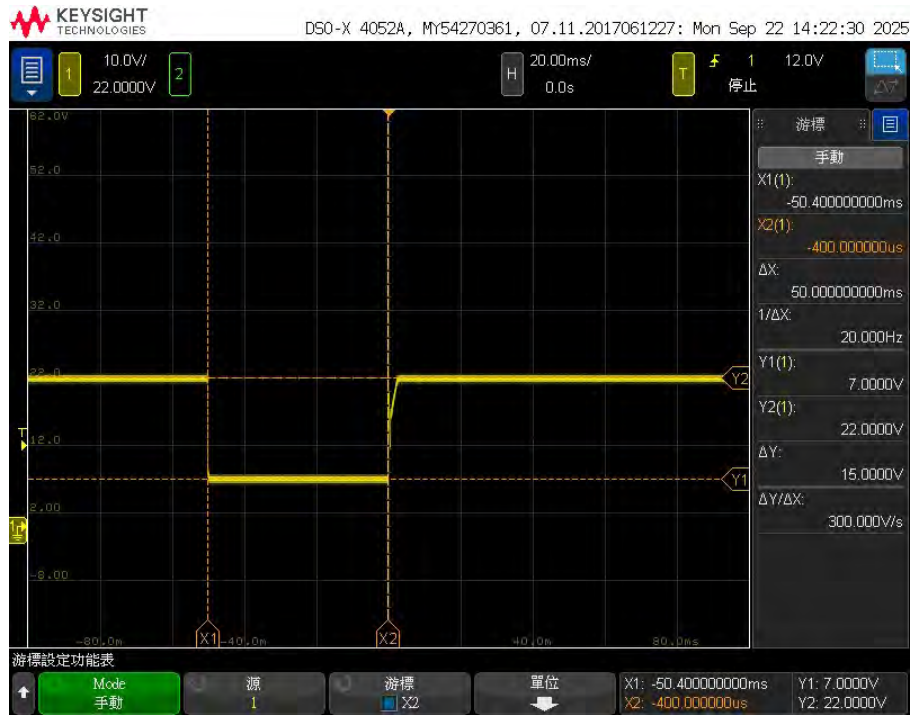 KEYSIGHT
TECHNOLOGIES
DSO-X 4052A, MY54270361, 07.11.2017061227: Mon Sep 22 14:22:30 2025
1 10.0V/ 22.0000V 2 H 20.00ms/ 0.0s T 1 12.0V 停止
62.0V
52.0
42.0
32.0
22.0
12.0
2.00
-8.00
T
1
Y2
Y1
-80.0m X1 -40.0m X2 40.0m 80.0ms
游標
手動
X1(1):
-50.400000000ms
X2(1):
-400.000000us
ΔX:
50.000000000ms
1/ΔX:
20.000Hz
Y1(1):
7.0000V
Y2(1):
22.0000V
ΔY:
15.0000V
ΔY/ΔX:
300.000V/s
游標設定功能表
Mode
手動
源
1
游標
X2
單位
X1: -50.400000000ms Y1: 7.0000V
X2: -400.000000us Y2: 22.0000V